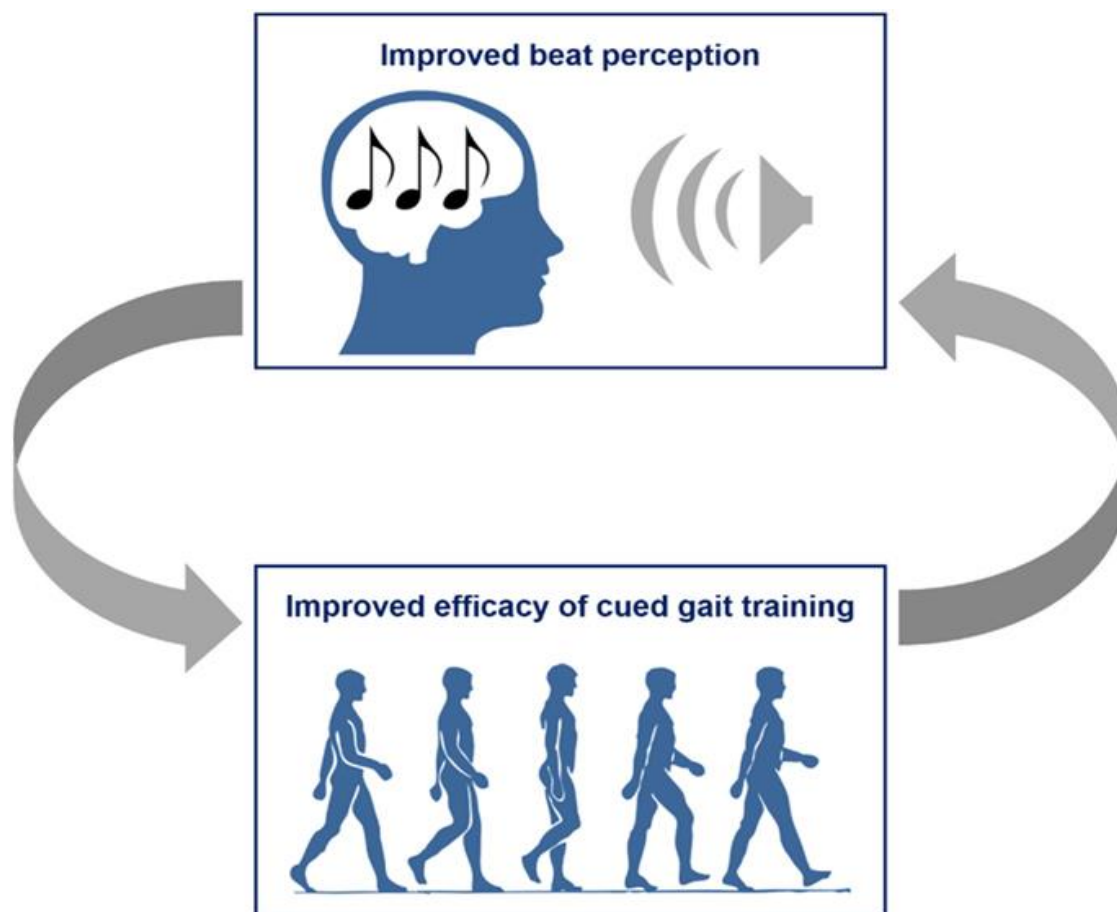 Improved beat perception
Improved efficacy of cued gait training